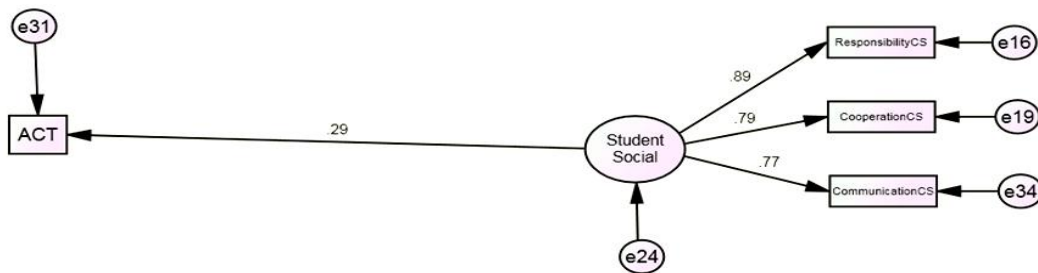 e31
ResponsibilityCS
e16
.89
ACT
.29
Student
Social
.79
CooperationCS
e19
.77
CommunicationCS
e34
e24